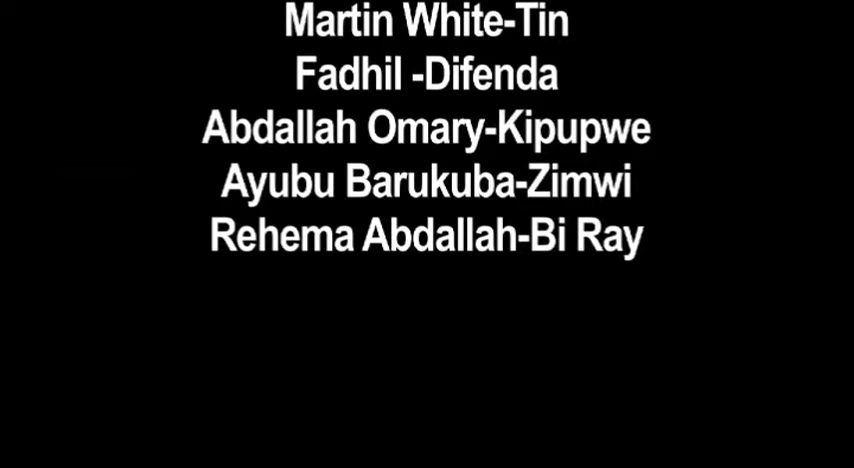 Martin White-Tin
Fadhil -Difenda
Abdallah Omary-Kipupwe
Ayubu Barukuba-Zimwi
Rehema Abdallah-Bi Ray